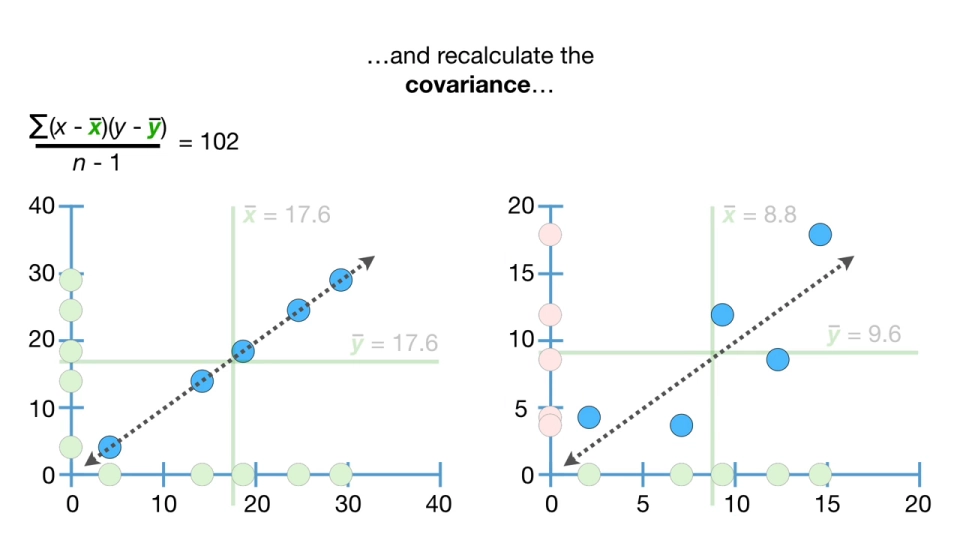 …and recalculate the
covariance…
∑(x - x̅)(y - y̅)
n - 1
= 102
40
30
20
10
0
0 10 20 30 40
x̅ = 17.6
y̅ = 17.6
20
15
10
5
0
0 5 10 15 20
x̅ = 8.8
y̅ = 9.6